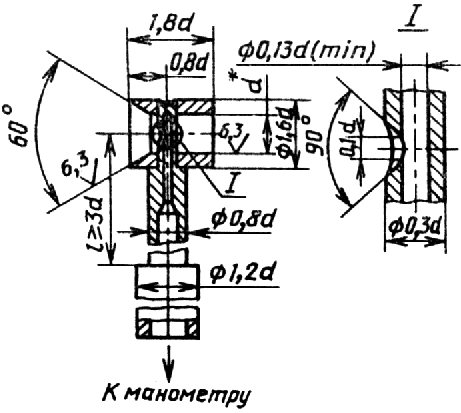 1,8d
0,8d
I
ϕ0,13d(min)
60°
d*
ϕ1,6d
90°
0,1d
6,3
6,3
I
l≥3d
ϕ0,8d
ϕ0,3d
ϕ1,2d
К манометру